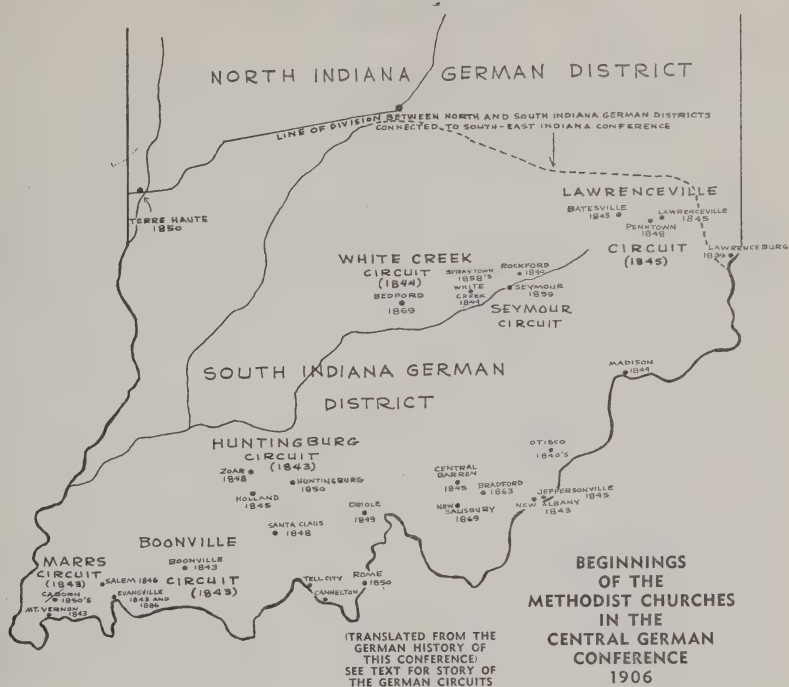 NORTH INDIANA GERMAN DISTRICT
LINE OF DIVISION BETWEEN NORTH AND SOUTH INDIANA GERMAN DISTRICTS
CONNECTED TO SOUTH-EAST INDIANA CONFERENCE
TERRE HAUTE
1850
LAWRENCEVILLE
BATESVILLE
1845
LAWRENCEVILLE
1845
PENNTOWN
1848
CIRCUIT
(1845)
LAWRENCEBURG
1839
WHITE CREEK
CIRCUIT
(1844)
BEDFORD
1869
SPRAYTOWN
1858'S
WHITE
CREEK
1844
ROCKFORD
1844
SEYMOUR
1859
SEYMOUR
CIRCUIT
SOUTH INDIANA GERMAN
DISTRICT
MADISON
1844
HUNTINGBURG
CIRCUIT
(1843)
ZOAR
1848
HUNTINGBURG
1850
HOLLAND
1845
SANTA CLAUS
1848
ORIOLE
1849
OTISCO
1840'S
CENTRAL
BARREN
1845
BRADFORD
1863
NEW
SALISBURY
1869
JEFFERSONVILLE
1845
NEW ALBANY
1843
MARRS
CIRCUIT
(1843)
SALEM 1846
CABORN
1850'S
MT. VERNON
1843
EVANSVILLE
1843 AND
1886
BOONVILLE
BOONVILLE
1843
CIRCUIT
(1843)
TELL CITY
CANNELTON
ROME
1850
(TRANSLATED FROM THE
GERMAN HISTORY OF
THIS CONFERENCE)
SEE TEXT FOR STORY OF
THE GERMAN CIRCUITS
BEGINNINGS
OF THE
METHODIST CHURCHES
IN THE
CENTRAL GERMAN
CONFERENCE
1906